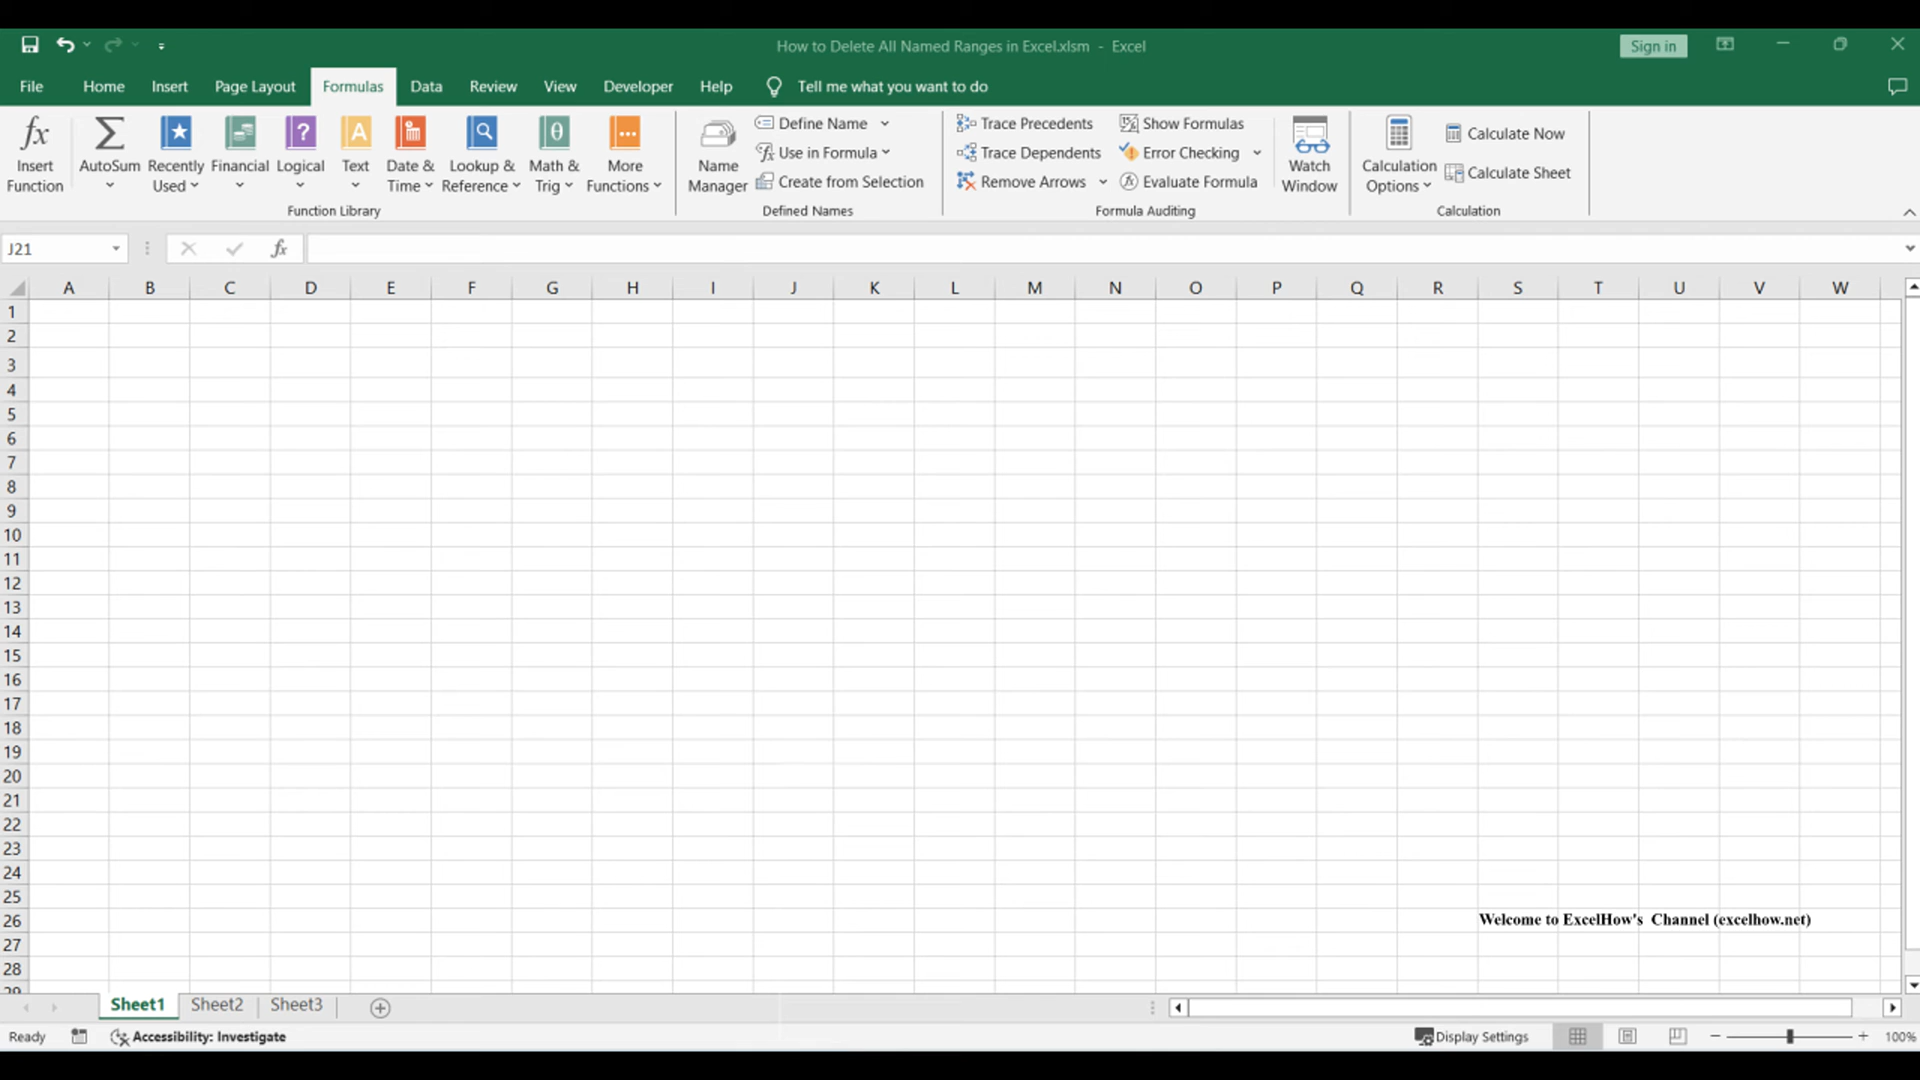 How to Delete All Named Ranges in Excel.xlsm - Excel
Sign in
File Home Insert Page Layout Formulas Data Review View Developer Help Tell me what you want to do
Insert Function
AutoSum
Recently Used
Financial
Logical
Text
Date & Time
Lookup & Reference
Math & Trig
More Functions
Function Library
Name Manager
Define Name
Use in Formula
Create from Selection
Defined Names
Trace Precedents
Trace Dependents
Remove Arrows
Show Formulas
Error Checking
Evaluate Formula
Formula Auditing
Watch Window
Calculation Options
Calculate Now
Calculate Sheet
Calculation
J21
fx
A B C D E F G H I J K L M N O P Q R S T U V W
1
2
3
4
5
6
7
8
9
10
11
12
13
14
15
16
17
18
19
20
21
22
23
24
25
26 Welcome to ExcelHow's Channel (excelhow.net)
27
28
29
Sheet1 Sheet2 Sheet3
Ready Accessibility: Investigate Display Settings 100%